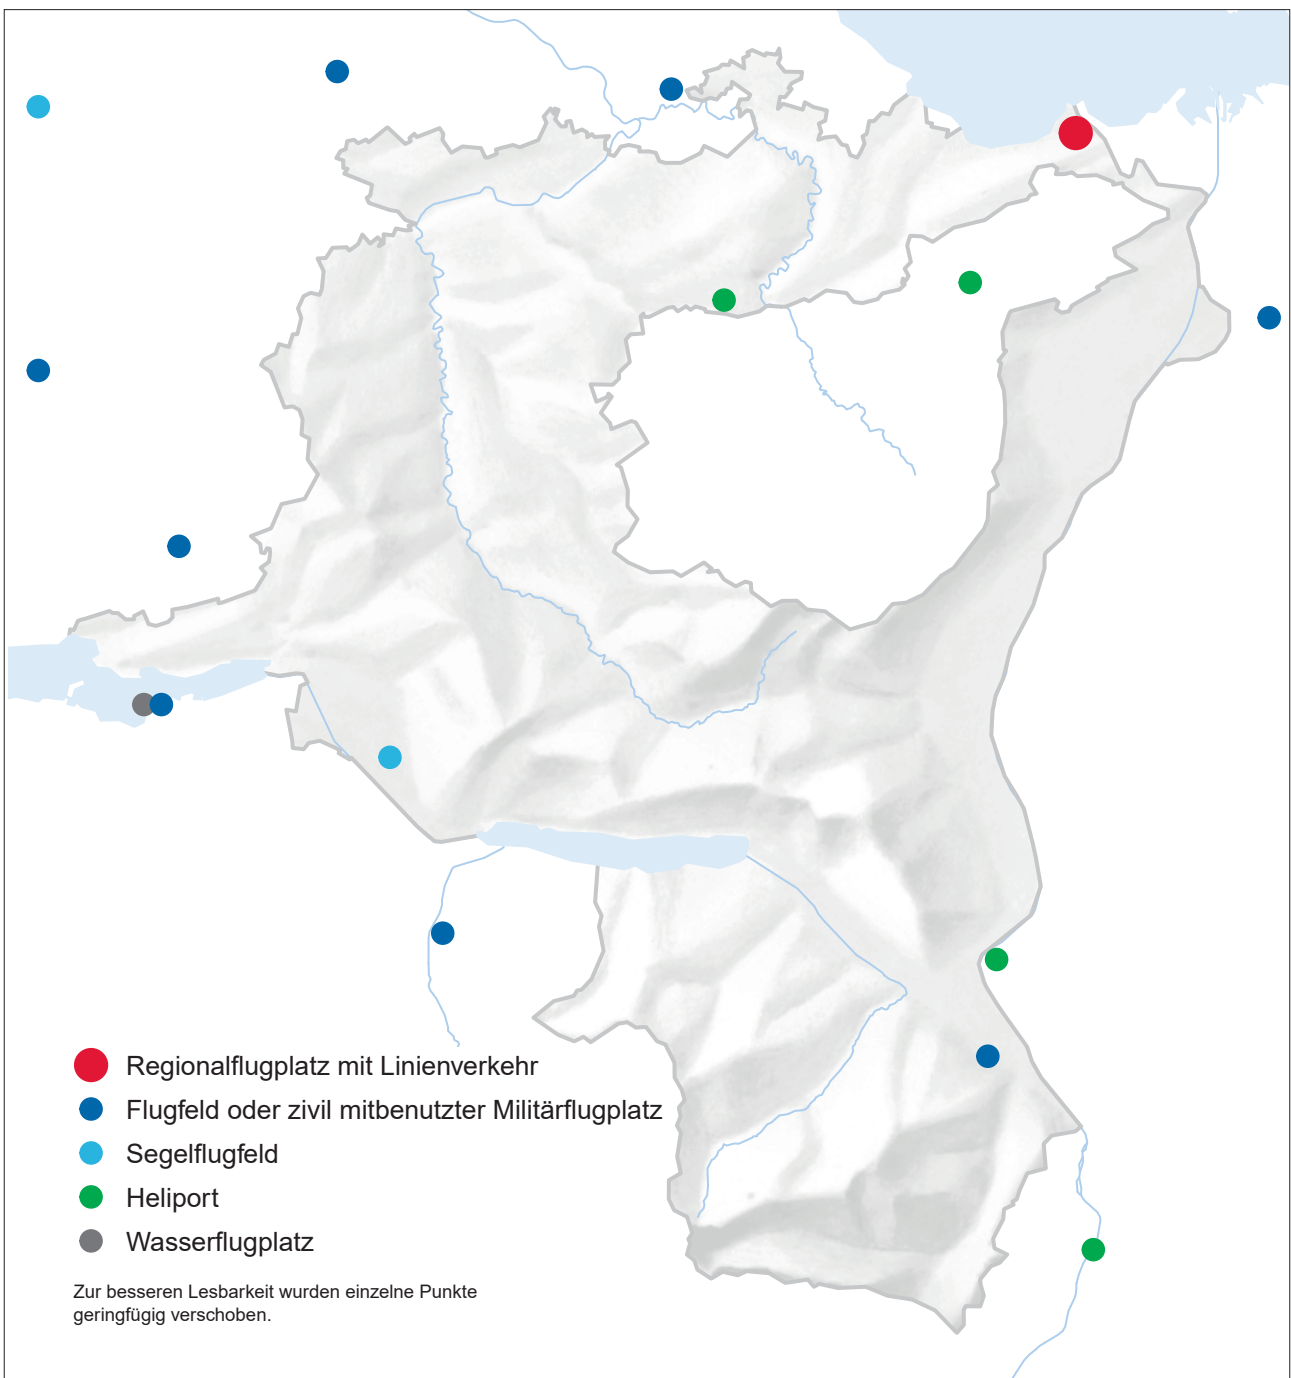 Regionalflugplatz mit Linienverkehr
Flugfeld oder zivil mitbenutzter Militärflugplatz
Segelflugfeld
Heliport
Wasserflugplatz
Zur besseren Lesbarkeit wurden einzelne Punkte
geringfügig verschoben.